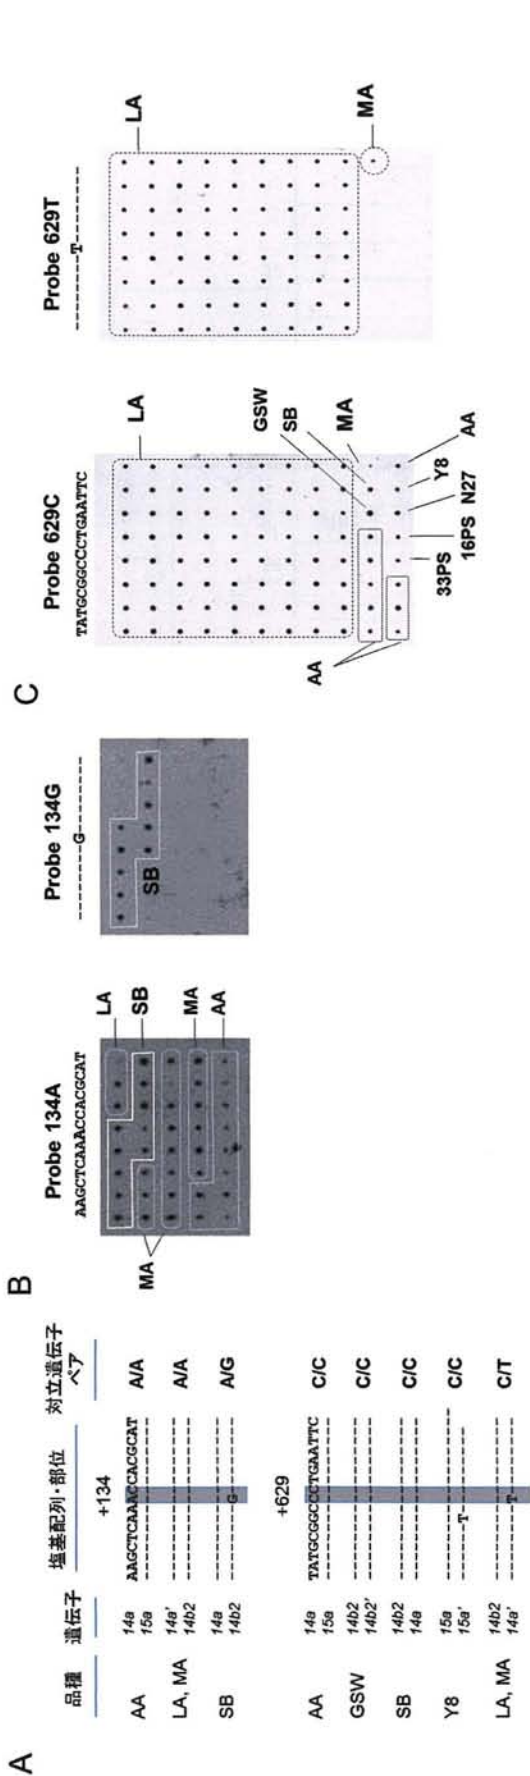 A
品種 遺伝子 塩基配列・部位 対立遺伝子
ペア
+134
AA 14a AAGCTCAAACCACGCAT A/A
15a -----------------
LA, MA 14a' ----------------- A/A
14b2 -----------------
SB 14a ----------------- A/G
14b2 --------G--------
+629
AA 14a TATGCGGCCCTGAATTC C/C
15a -----------------
GSW 14b2 ----------------- C/C
14b2' -----------------
SB 14b2 ----------------- C/C
14a -----------------
Y8 15a ----------------- C/C
15a' ------T----------
LA, MA 14b2 ----------------- C/T
14a' --------T--------
B
Probe 134A
AAGCTCAAACCACGCAT
LA
SB
MA
MA
AA
Probe 134G
--------G--------
SB
C
Probe 629C
TATGCGGCCCTGAATTC
LA
GSW
SB
MA
AA
33PS
16PS
N27
Y8
AA
Probe 629T
--------T--------
LA
MA